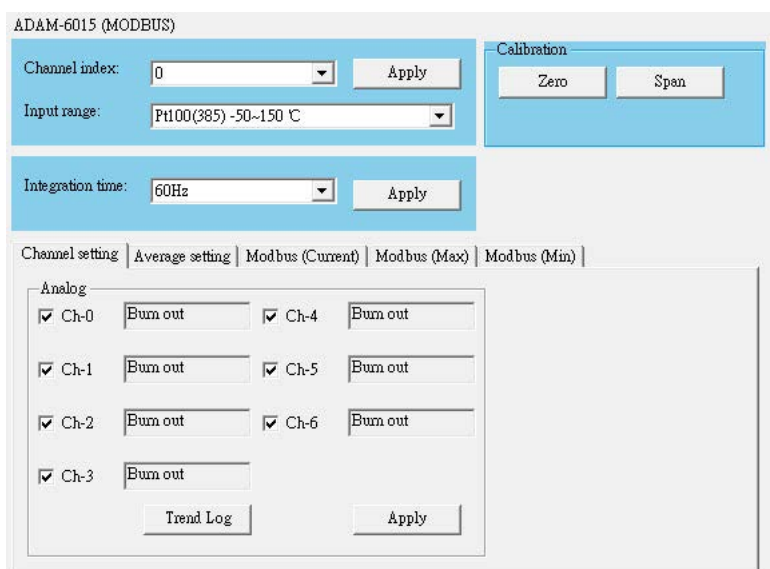 ADAM-6015 (MODBUS)
Channel index: 0 Apply
Input range: Pt100(385) -50~150 ℃
Calibration
Zero Span
Integration time: 60Hz Apply
Channel setting Average setting Modbus (Current) Modbus (Max) Modbus (Min)
Analog
Ch-0 Burn out Ch-4 Burn out
Ch-1 Burn out Ch-5 Burn out
Ch-2 Burn out Ch-6 Burn out
Ch-3 Burn out
Trend Log Apply